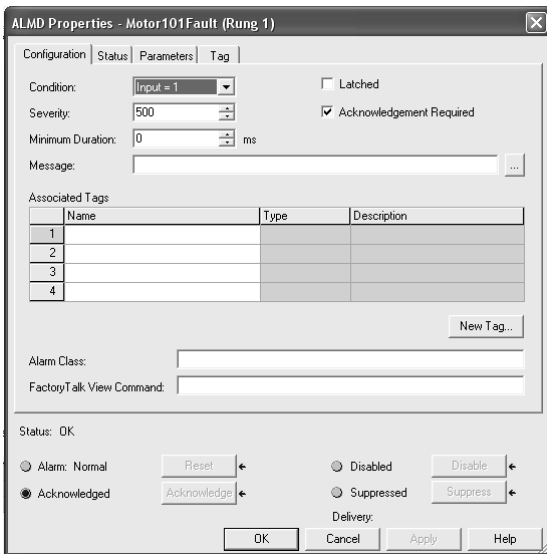 ALMD Properties - Motor101Fault (Rung 1)
Configuration Status Parameters Tag
Condition: Input = 1 Latched
Severity: 500 Acknowledgement Required
Minimum Duration: 0 ms
Message: ...
Associated Tags
Name Type Description
1
2
3
4
New Tag...
Alarm Class:
FactoryTalk View Command:
Status: OK
Alarm: Normal Reset Disabled Disable
Acknowledged Acknowledge Suppressed Suppress
Delivery:
OK Cancel Apply Help